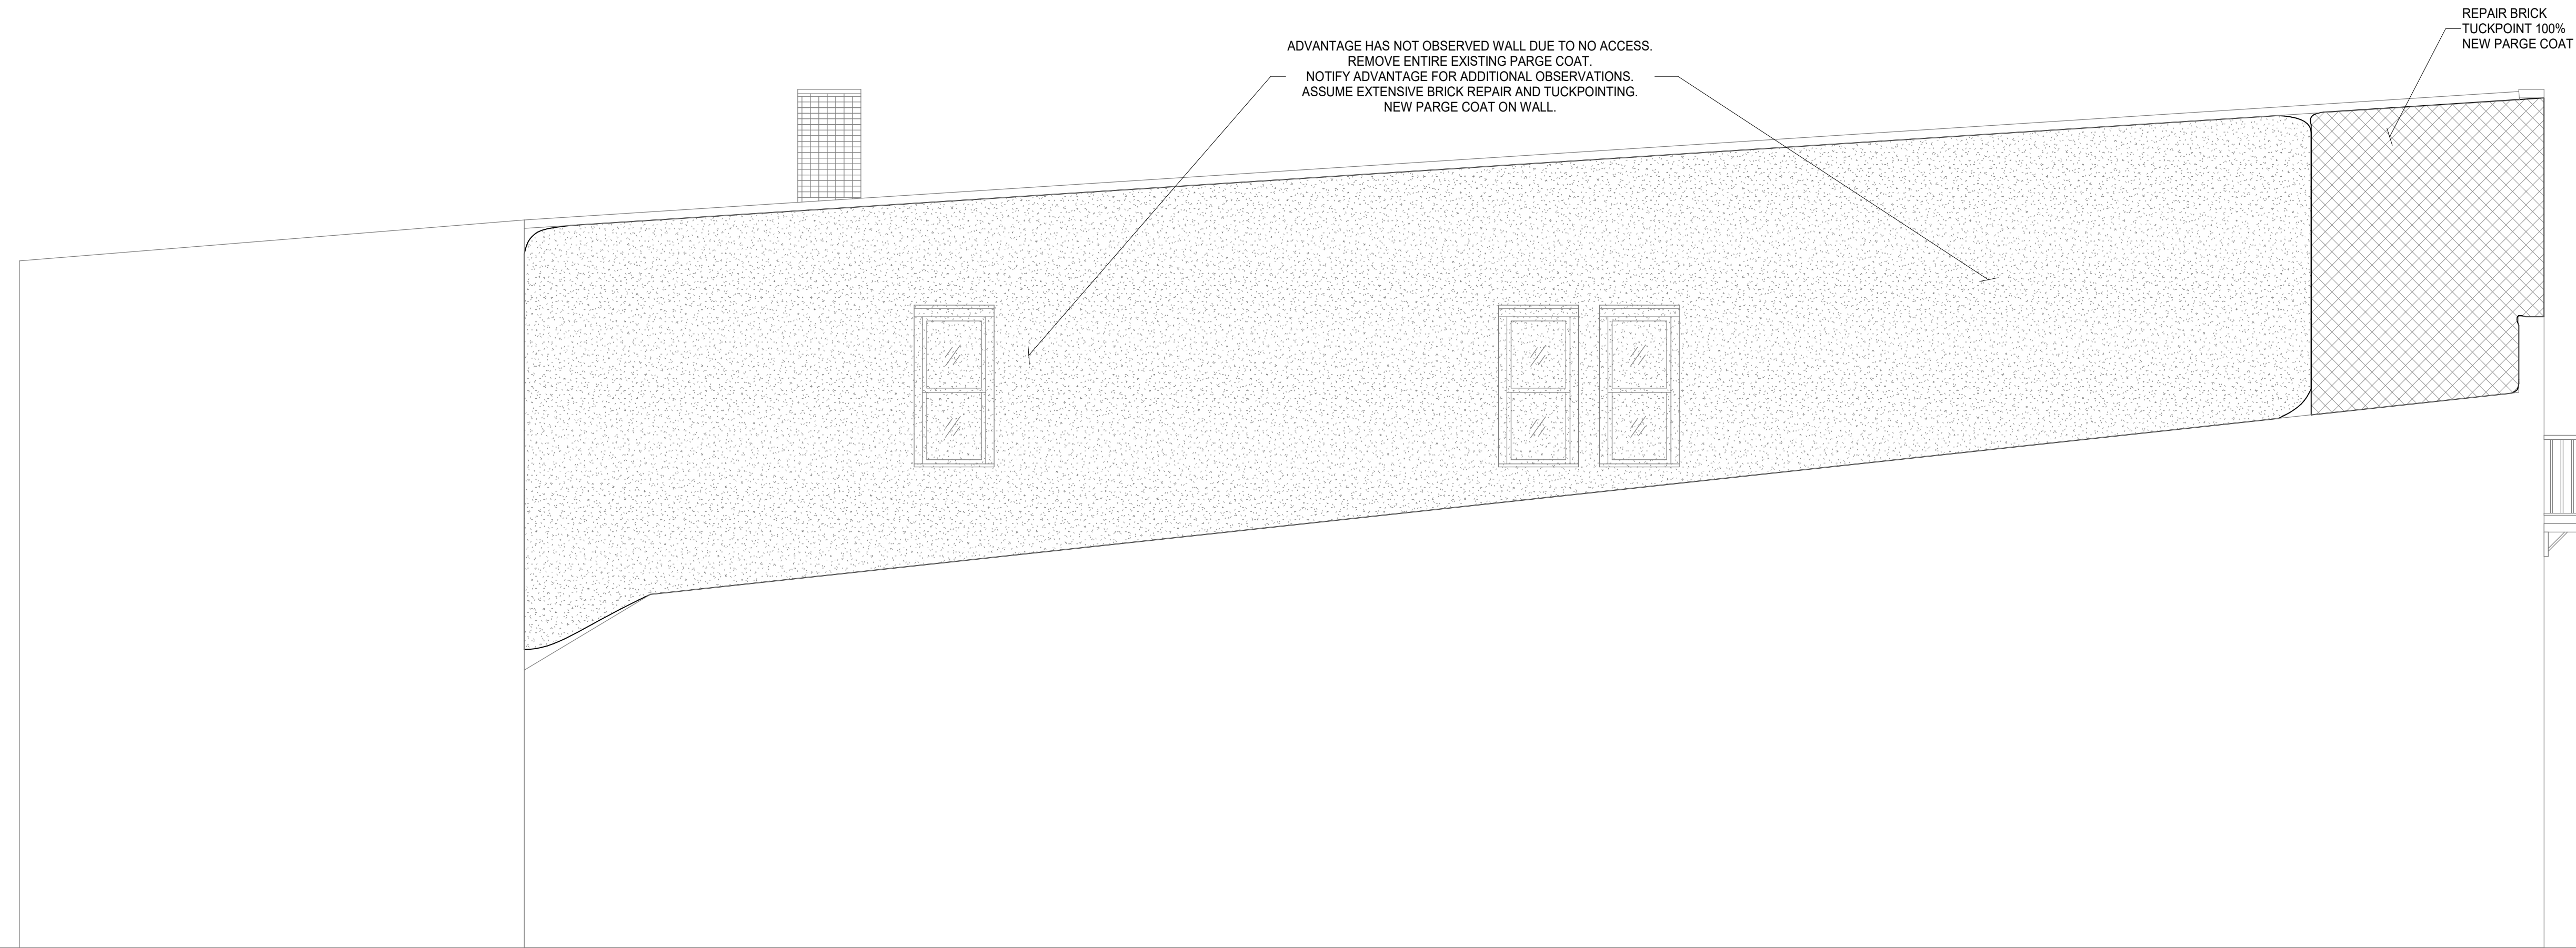 REPAIR BRICK
TUCKPOINT 100%
NEW PARGE COAT
ADVANTAGE HAS NOT OBSERVED WALL DUE TO NO ACCESS.
REMOVE ENTIRE EXISTING PARGE COAT.
NOTIFY ADVANTAGE FOR ADDITIONAL OBSERVATIONS.
ASSUME EXTENSIVE BRICK REPAIR AND TUCKPOINTING.
NEW PARGE COAT ON WALL.